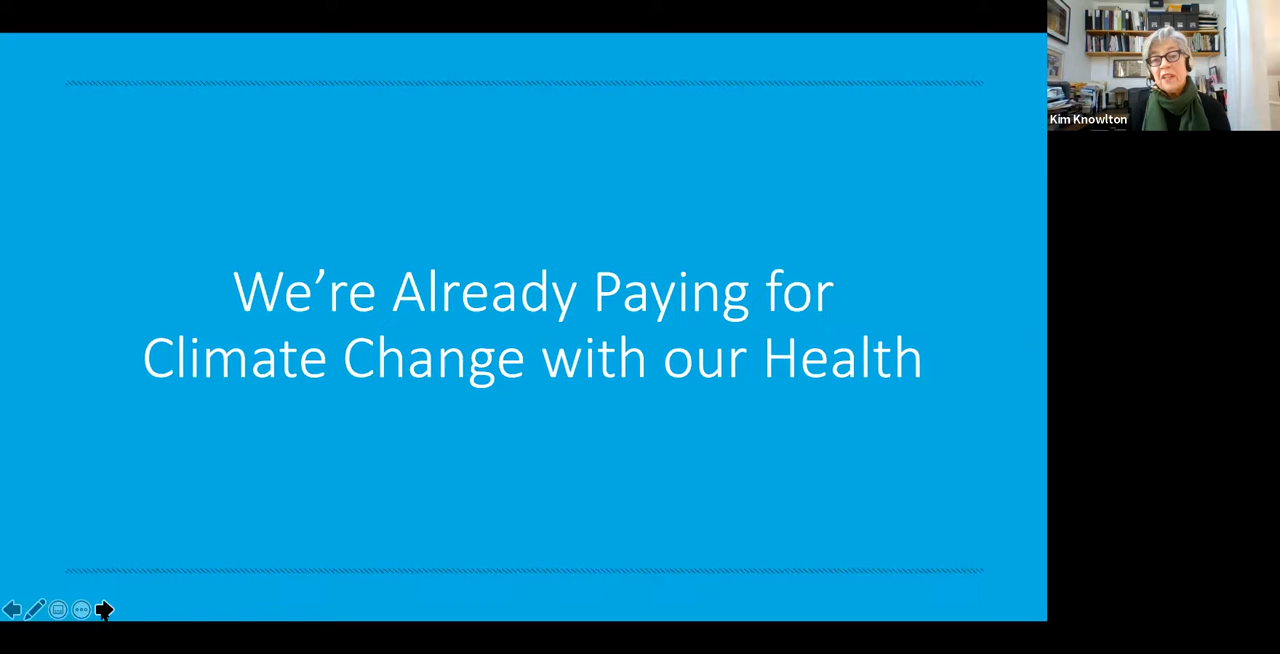 We’re Already Paying for
Climate Change with our Health
Kim Knowlton